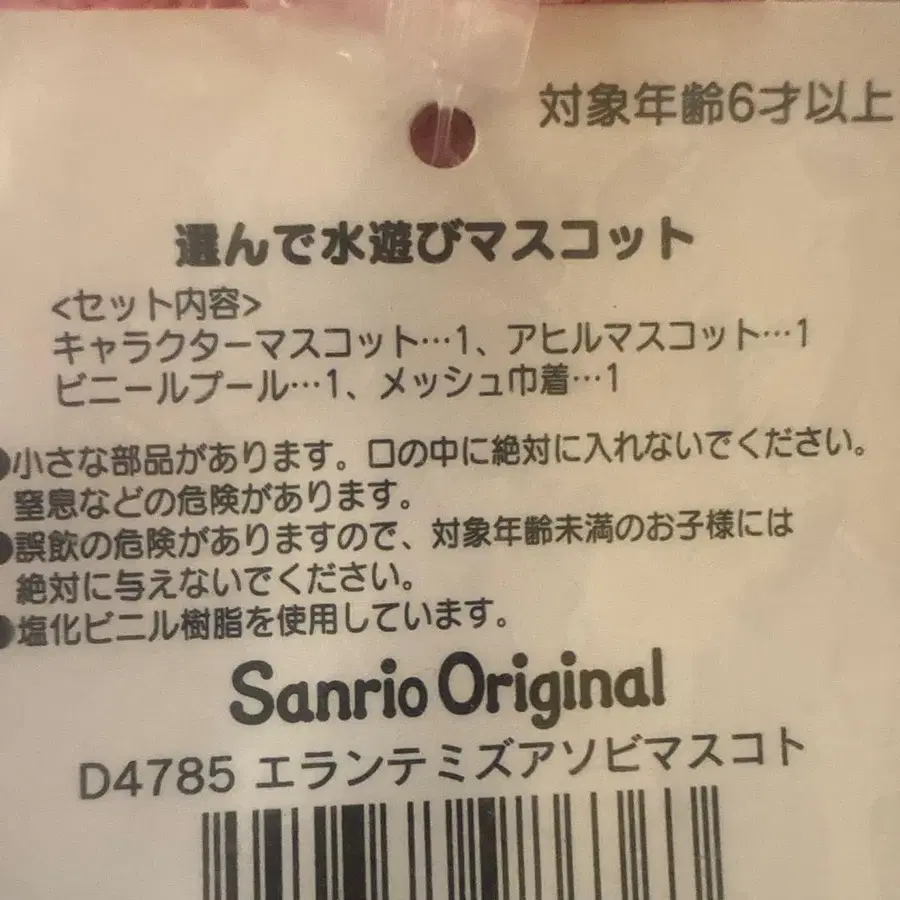 対象年齢6才以上
選んで水遊びマスコット
<セット内容>
キャラクターマスコット…1、アヒルマスコット…1
ビニールプール…1、メッシュ巾着…1
●小さな部品があります。口の中に絶対に入れないでください。
窒息などの危険があります。
●誤飲の危険がありますので、対象年齢未満のお子様には
絶対に与えないでください。
●塩化ビニル樹脂を使用しています。
Sanrio Original
D4785 エランテミズアソビマスコト